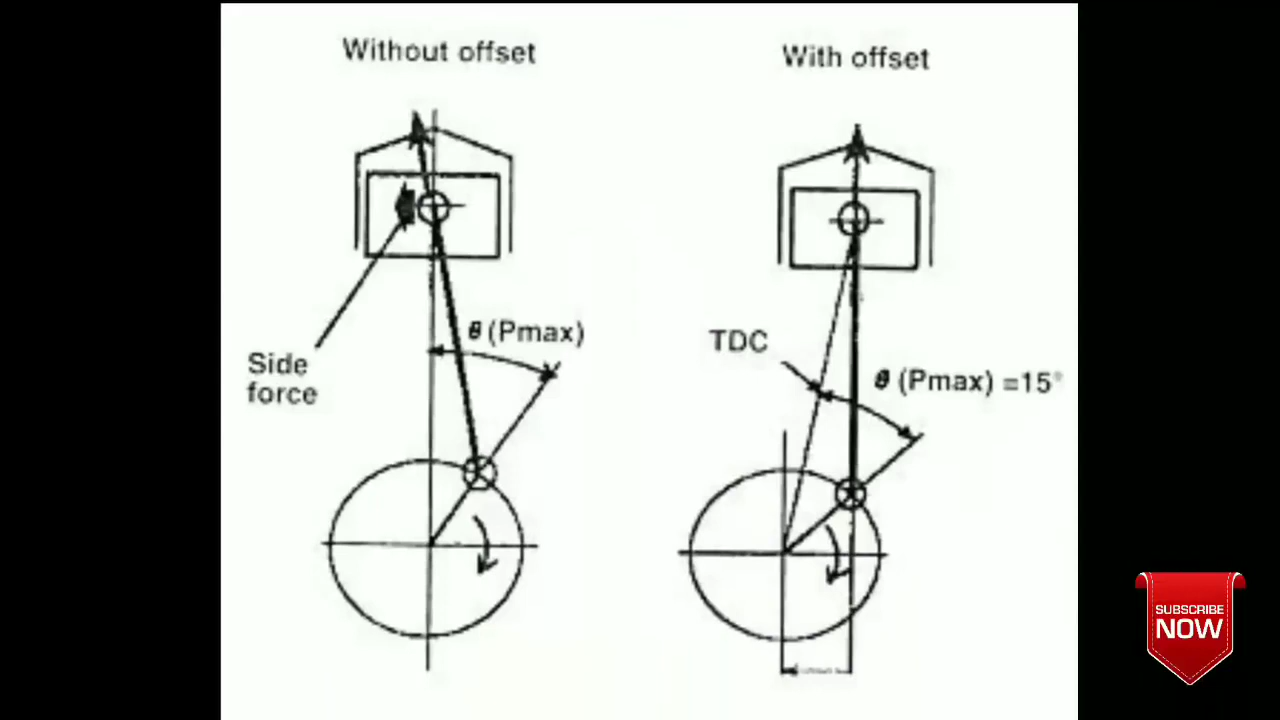 Without offset
With offset
θ (Pmax)
Side
force
TDC
θ (Pmax) =15°
SUBSCRIBE
NOW